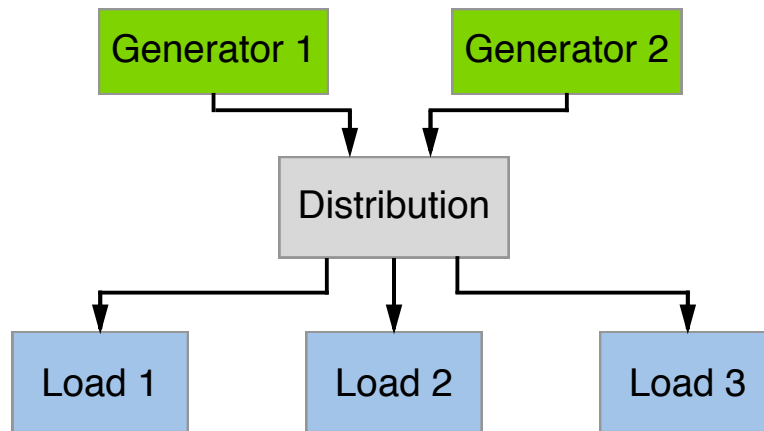 Generator 1
Generator 2
Distribution
Load 1
Load 2
Load 3